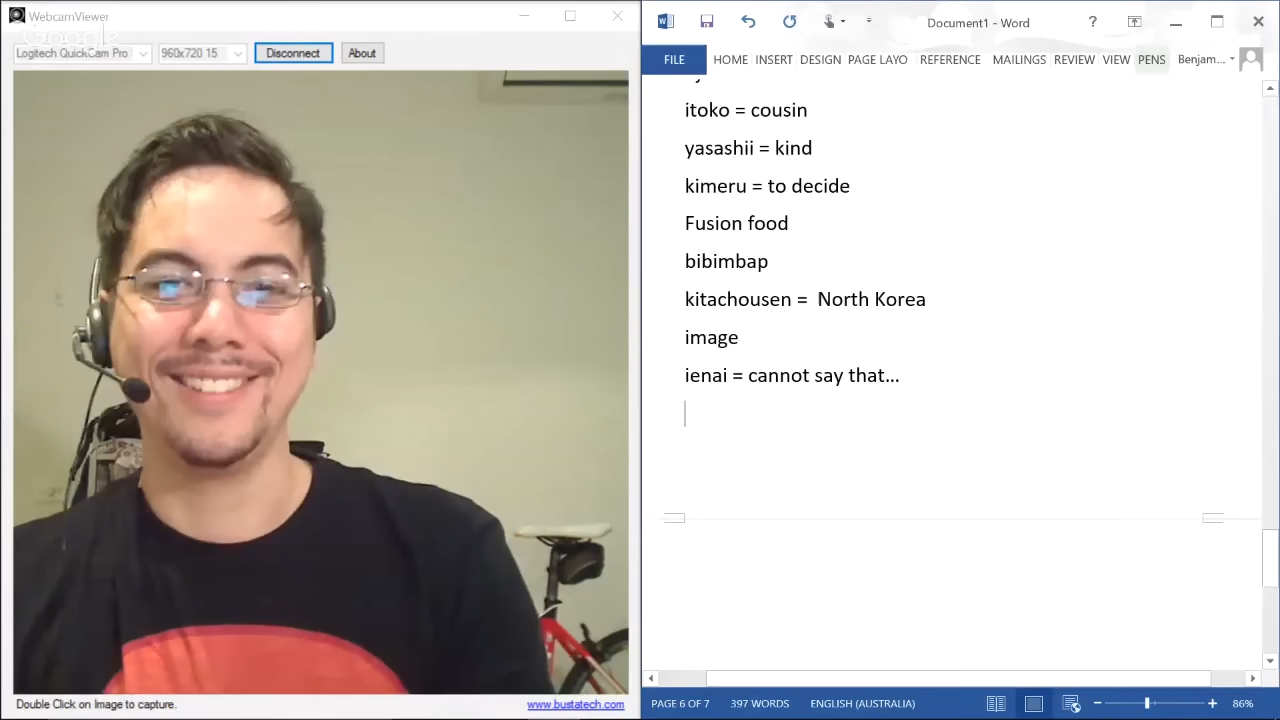 WebcamViewer
Google
Logitech QuickCam Pro
960x720 15
Disconnect
About
Double Click on Image to capture.
www.bustatech.com
Document1 - Word
?
FILE
HOME
INSERT
DESIGN
PAGE LAYO
REFERENCE
MAILINGS
REVIEW
VIEW
PENS
Benjam...
itoko = cousin
yasashii = kind
kimeru = to decide
Fusion food
bibimbap
kitachousen =  North Korea
image
ienai = cannot say that...
PAGE 6 OF 7
397 WORDS
ENGLISH (AUSTRALIA)
86%